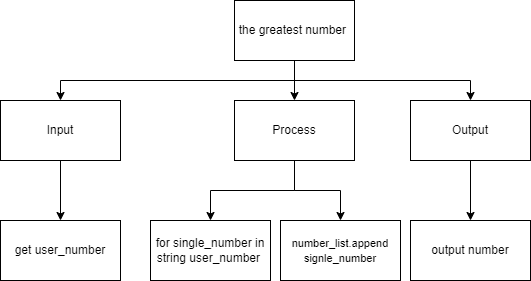 the greatest number
Input
Process
Output
get user_number
for single_number in
string user_number
number_list.append
signle_number
output number